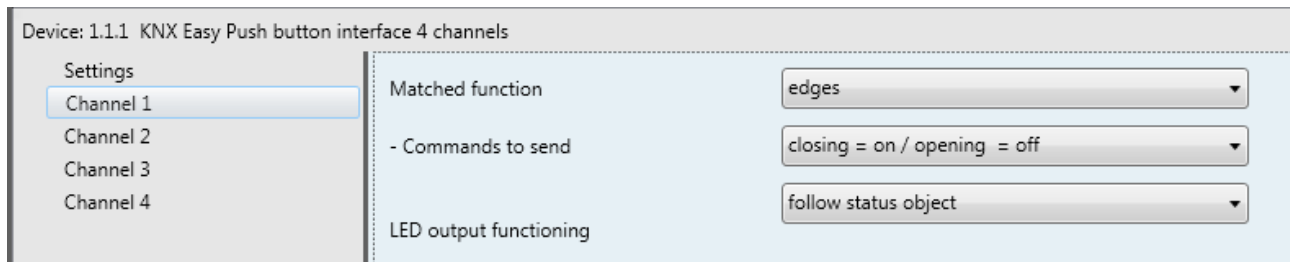 Device: 1.1.1 KNX Easy Push button interface 4 channels
Settings
Channel 1
Channel 2
Channel 3
Channel 4
Matched function
edges
- Commands to send
closing = on / opening = off
follow status object
LED output functioning